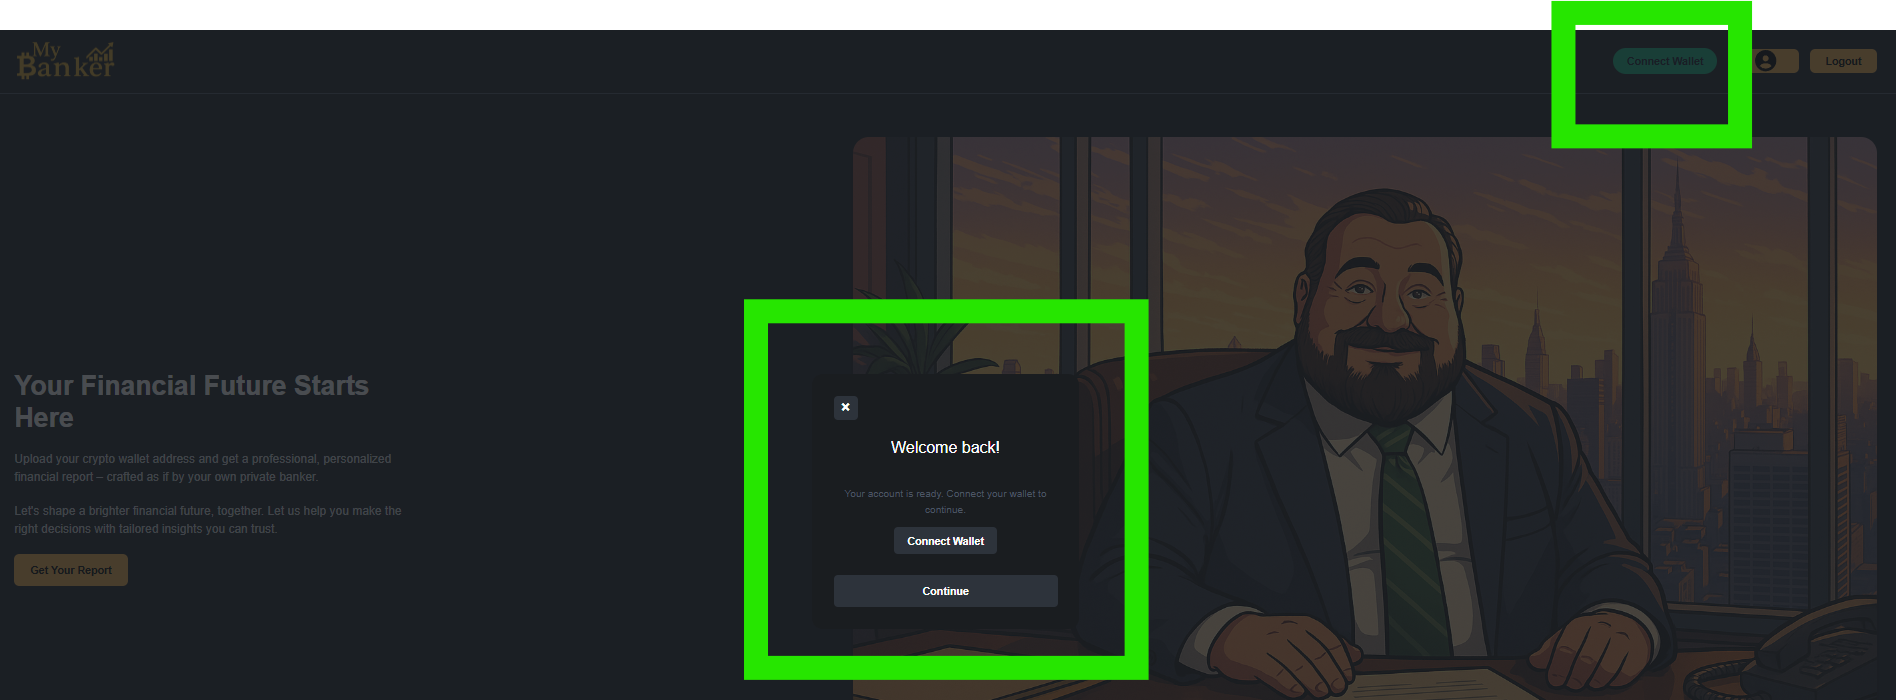 My
Banker
Connect Wallet
Logout
Your Financial Future Starts
Here
Upload your crypto wallet address and get a professional, personalized
financial report – crafted as if by your own private banker.
Let's shape a brighter financial future, together. Let us help you make the
right decisions with tailored insights you can trust.
Get Your Report
Welcome back!
Your account is ready. Connect your wallet to
continue.
Connect Wallet
Continue